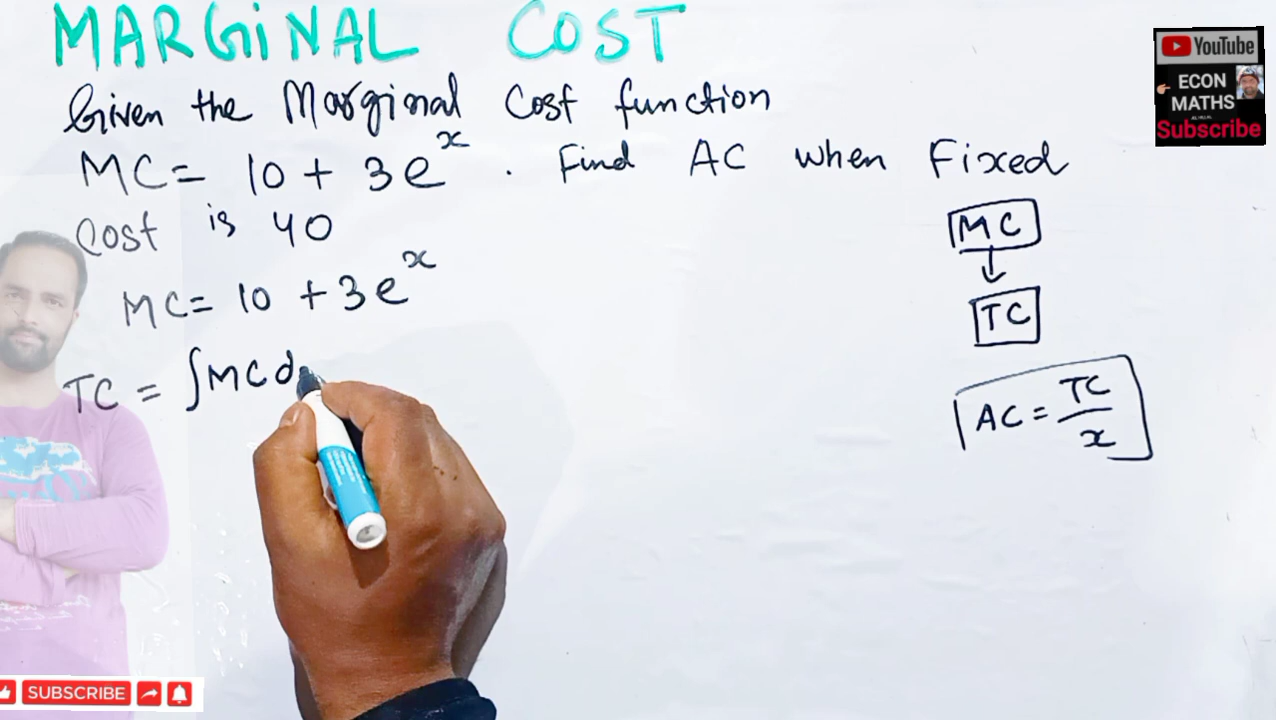 MARGINAL COST
Given the Marginal Cost function
MC = 10 + 3e^x . Find AC when Fixed
Cost is 40
MC = 10 + 3e^x
TC = ∫MC d
MC
↓
TC
AC = TC/x
YouTube
ECON
MATHS
Subscribe
SUBSCRIBE